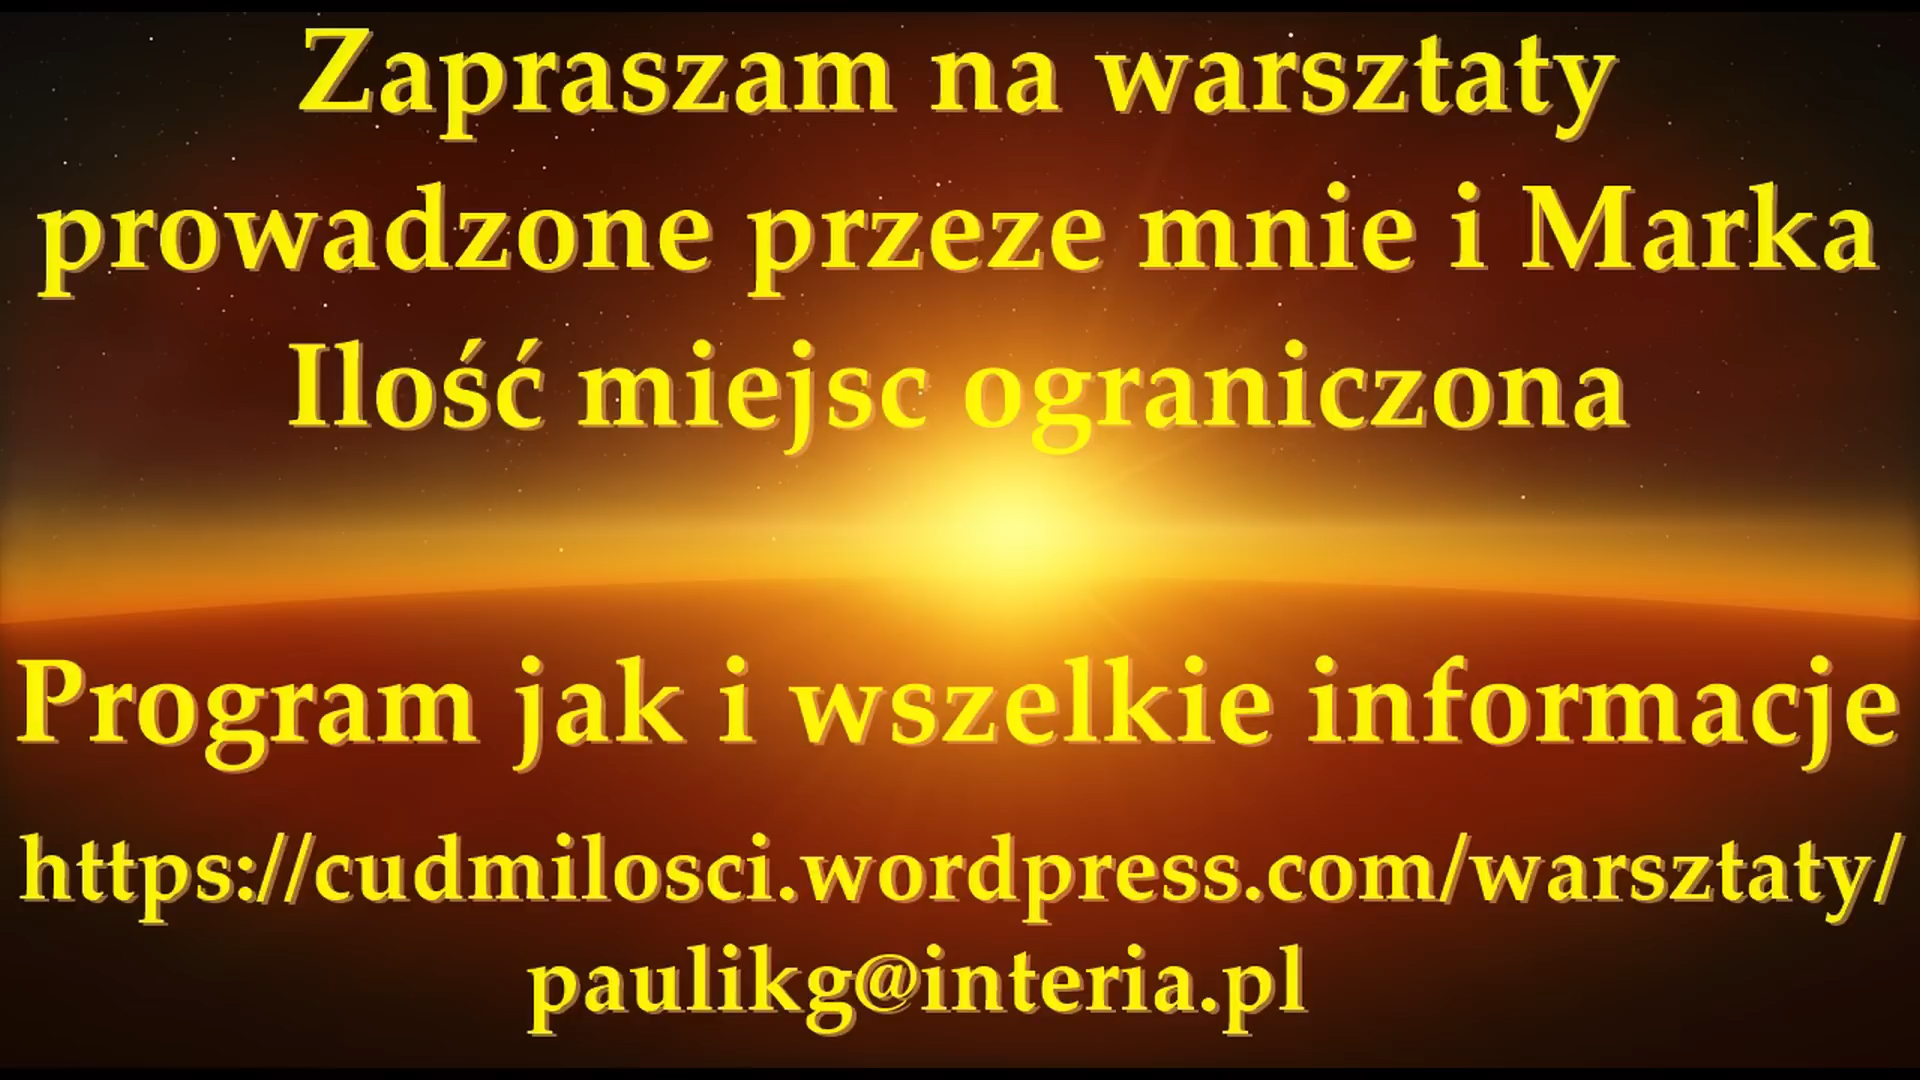 Zapraszam na warsztaty
prowadzone przeze mnie i Marka
Ilość miejsc ograniczona
Program jak i wszelkie informacje
https://cudmilosci.wordpress.com/warsztaty/
paulikg@interia.pl